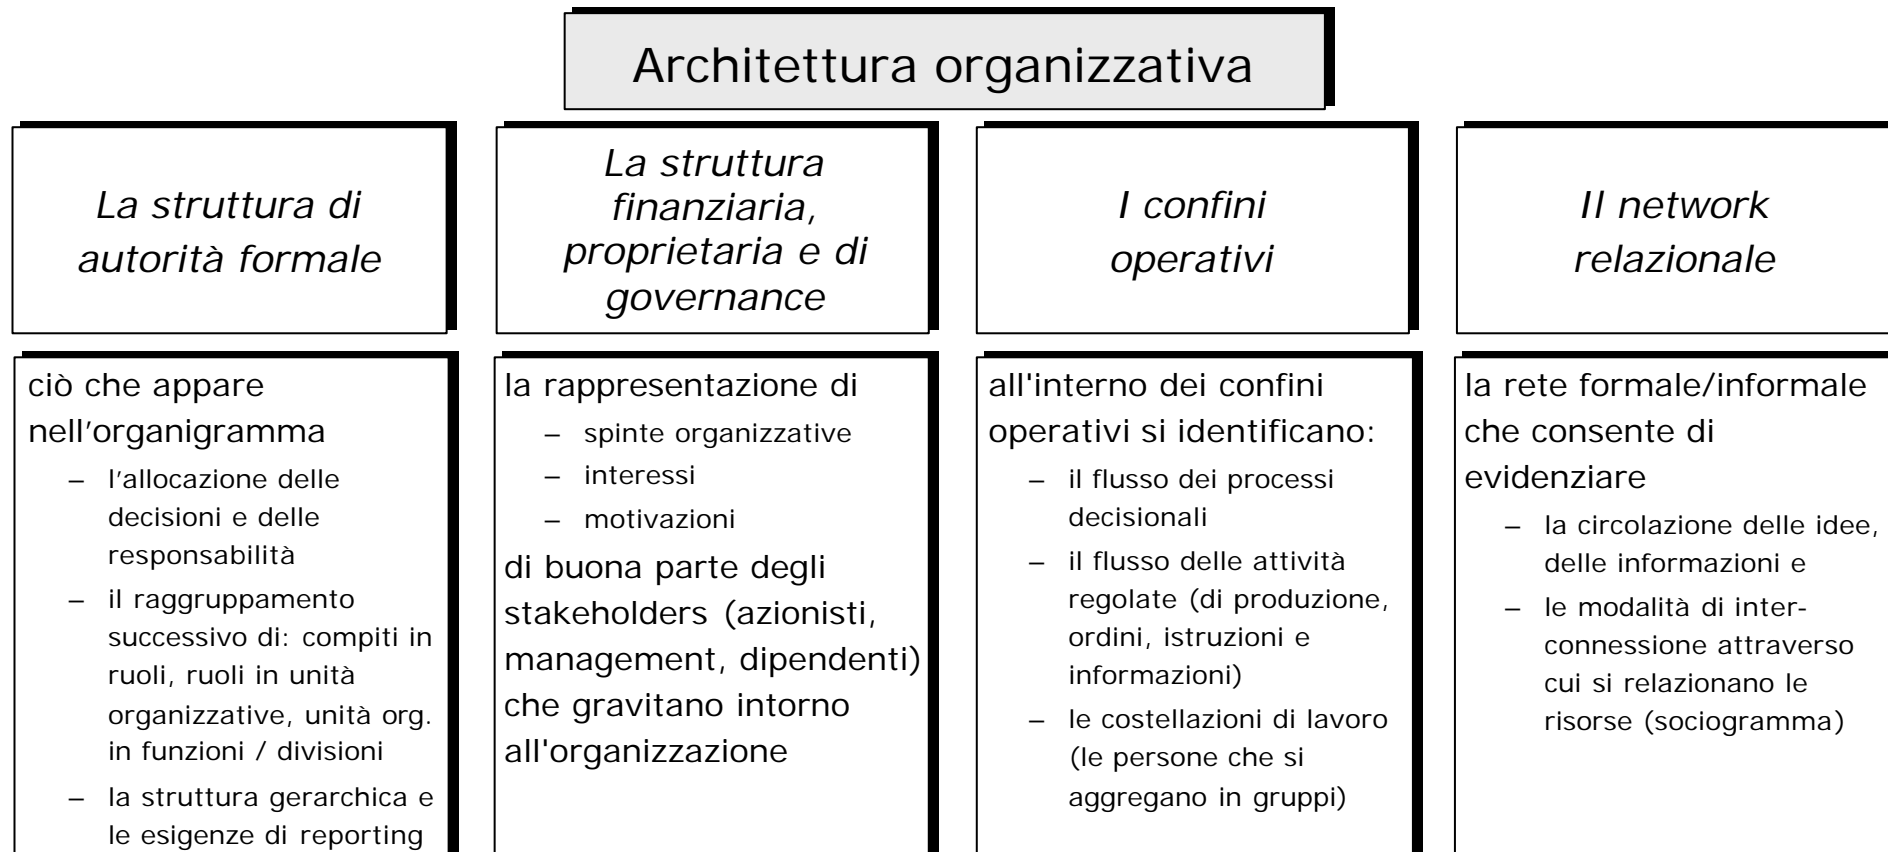 Architettura organizzativa
La struttura di
autorità formale
La struttura
finanziaria,
proprietaria e di
governance
I confini
operativi
Il network
relazionale
ciò che appare
nell’organigramma
– l’allocazione delle
decisioni e delle
responsabilità
– il raggruppamento
successivo di: compiti in
ruoli, ruoli in unità
organizzative, unità org.
in funzioni / divisioni
– la struttura gerarchica e
le esigenze di reporting
la rappresentazione di
– spinte organizzative
– interessi
– motivazioni
di buona parte degli
stakeholders (azionisti,
management, dipendenti)
che gravitano intorno
all'organizzazione
all'interno dei confini
operativi si identificano:
– il flusso dei processi
decisionali
– il flusso delle attività
regolate (di produzione,
ordini, istruzioni e
informazioni)
– le costellazioni di lavoro
(le persone che si
aggregano in gruppi)
la rete formale/informale
che consente di
evidenziare
– la circolazione delle idee,
delle informazioni e
– le modalità di inter-
connessione attraverso
cui si relazionano le
risorse (sociogramma)